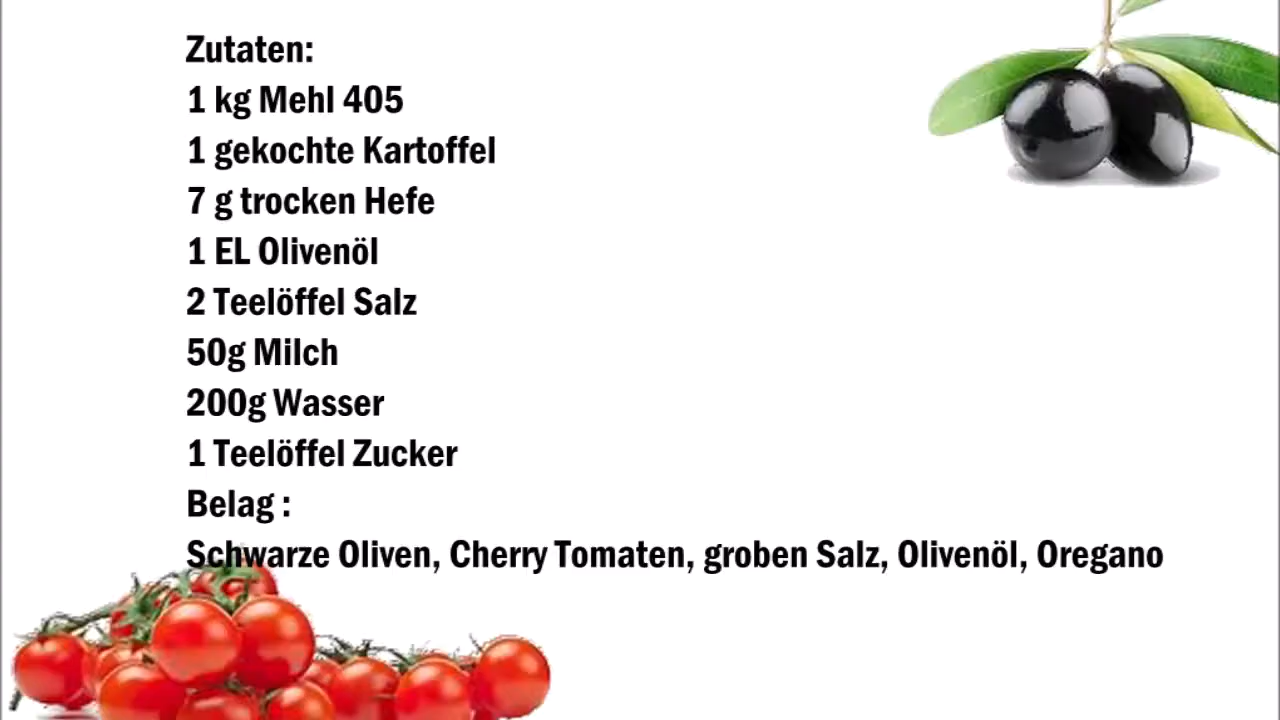 Zutaten:
1 kg Mehl 405
1 gekochte Kartoffel
7 g trocken Hefe
1 EL Olivenöl
2 Teelöffel Salz
50g Milch
200g Wasser
1 Teelöffel Zucker
Belag :
Schwarze Oliven, Cherry Tomaten, groben Salz, Olivenöl, Oregano